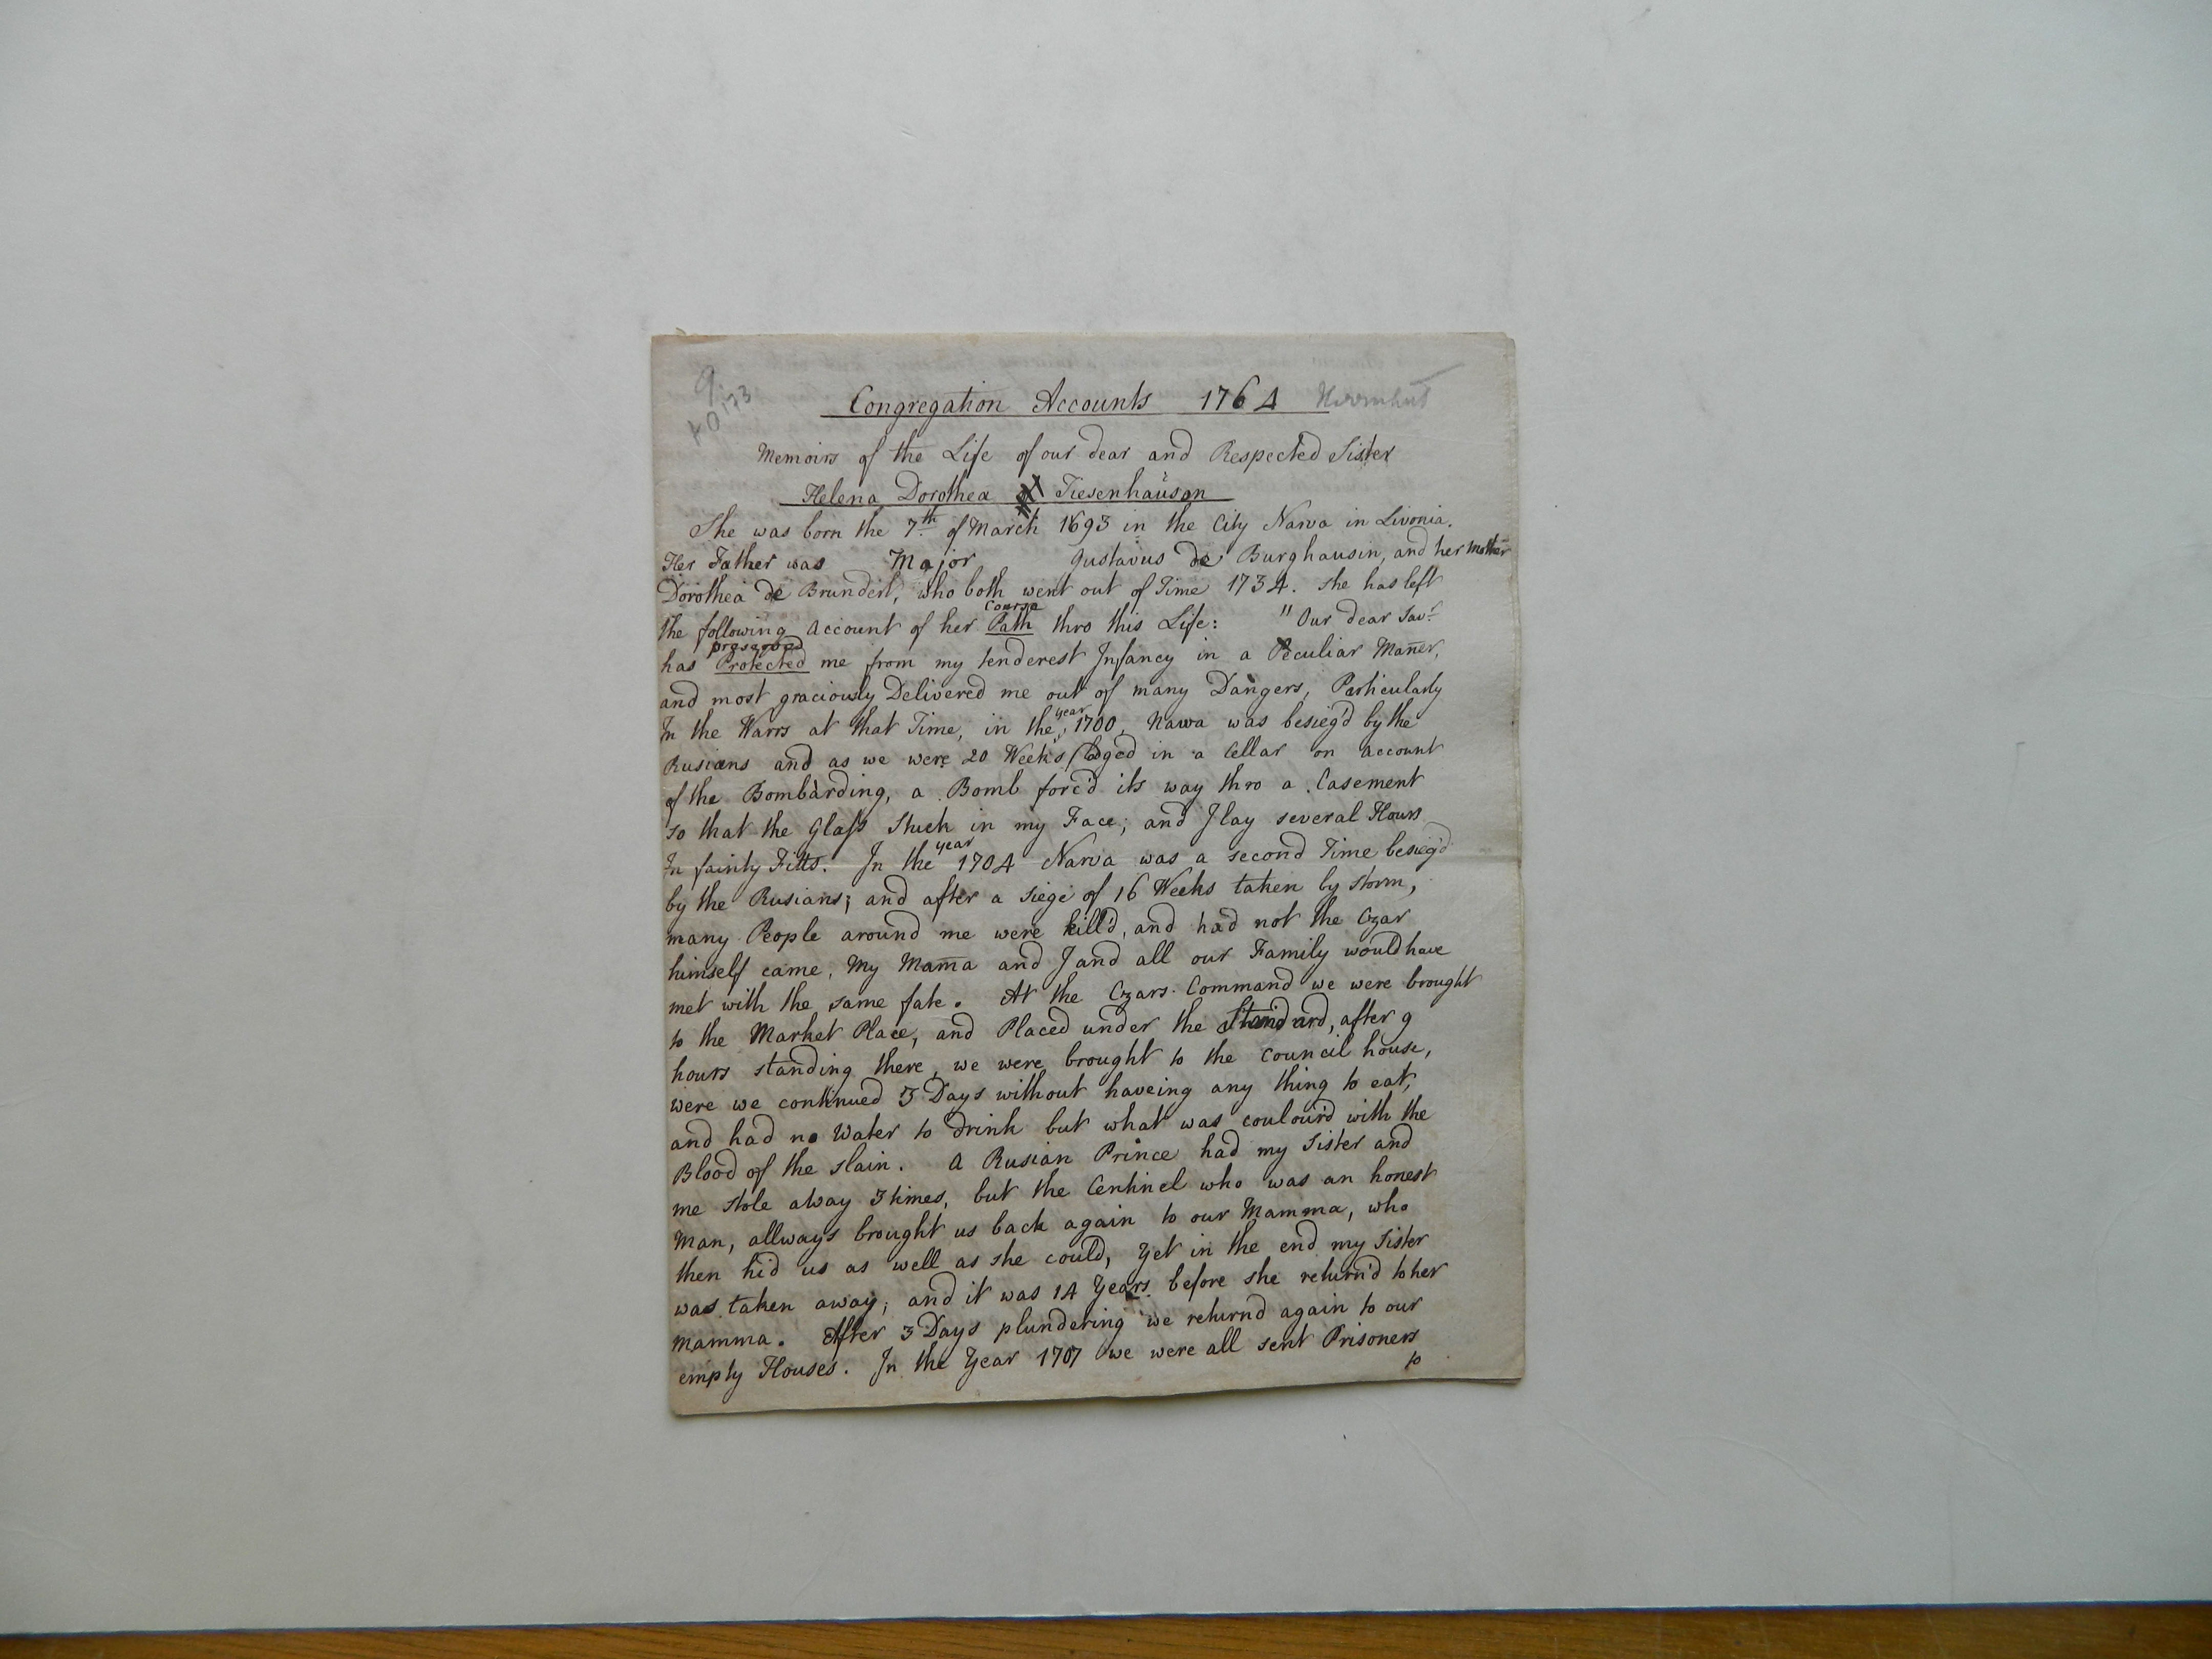 9.
Congregation Accounts 1764 Herrnhut
Memoirs of the Life of our dear and Respected Sister
Helena Dorothea Tiesenhaüson
She was born the 7th of March 1693 in the City Narva in Livonia.
Her Father was Major Gustavus de Burghausin, and her Mother
Dorothea de Brundert, who both went out of Time 1734. She has left
Course
the following Account of her Path thro this Life: "Our dear Savr
preserved
has Protected me from my tenderest Infancy in a Peculiar Man̄er,
and most graciously Delivered me out of many Dangers, Particularly
year
In the Warrs at that Time, in the 1700, Narva was besieg'd by the
Rusians and as we were 20 Weeks lodged in a Cellar on account
of the Bombarding, a Bomb forc'd its way thro a Casement
so that the Glass Stuck in my Face; and I lay several Hours
year
In fainty Fitts. In the 1704 Narva was a second Time besieg'd
by the Rusians; and after a Siege of 16 Weeks taken by Storm,
many People around me were kill'd, and had not the Czar
himself came, My Mam̄a and I and all our Family would have
met with the same fate. At the Czars Command we were brought
to the Market Place, and Placed under the Standard, after 9
hours standing there, we were brought to the Council house,
were we continued 3 Days without haveing any thing to eat,
and had no Water to Drink but what was coulour'd with the
Blood of the slain. A Rusian Prince had my Sister and
me stole away 3 times, but the Centinel who was an honest
Man, allways brought us back again to our Mamma, who
then hid us as well as she could, yet in the end my Sister
was taken away; and it was 14 Years before she return'd to her
Mamma. After 3 Days plundering we returnd again to our
empty Houses. In the Year 1707 we were all sent Prisoners
to